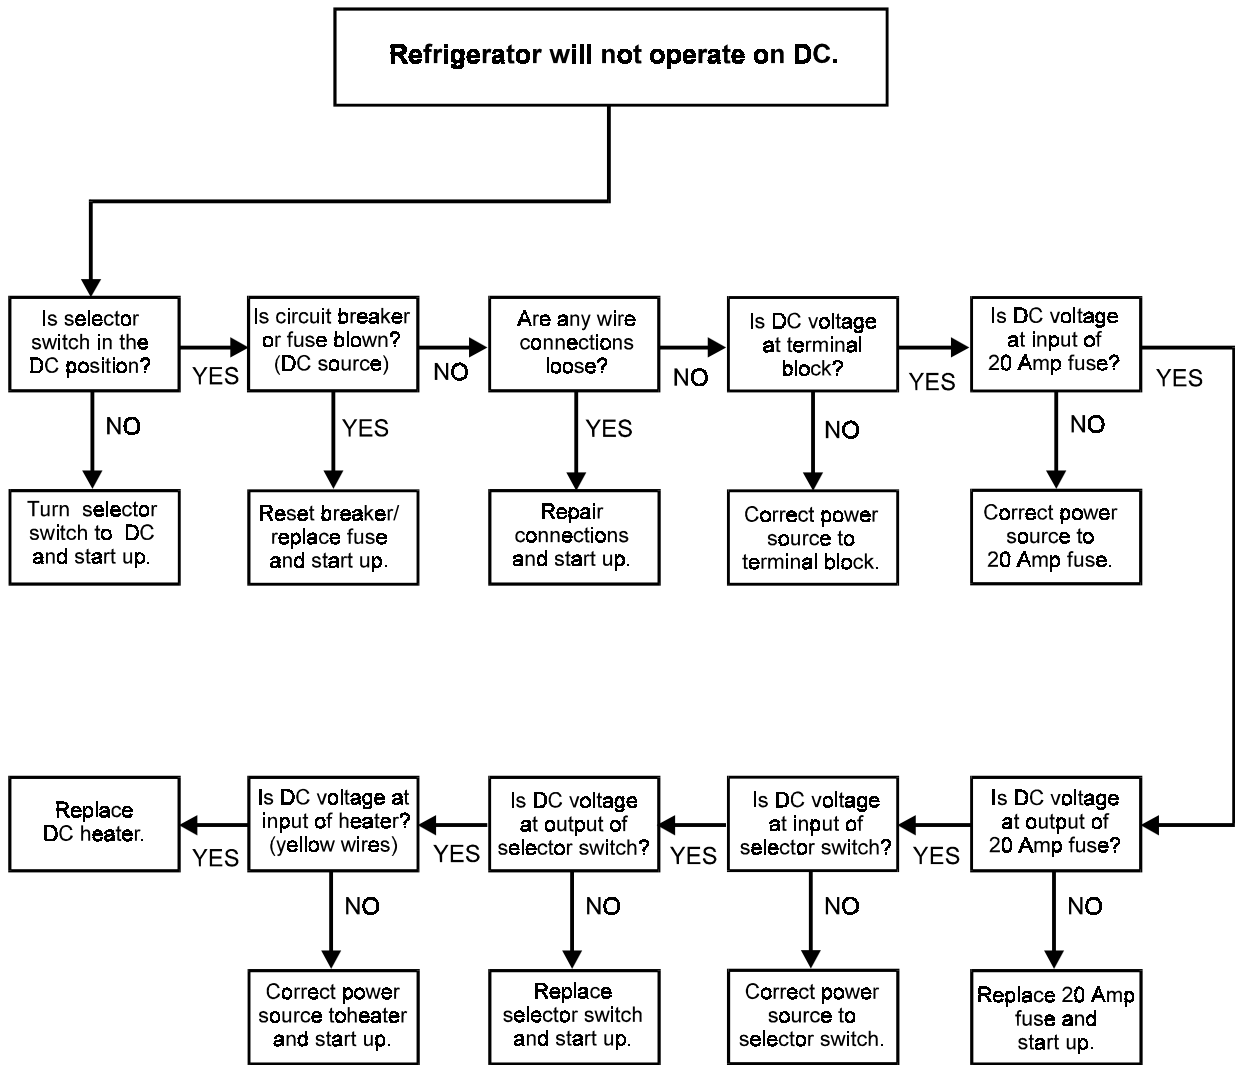 Refrigerator will not operate on DC.
Is selector
switch in the
DC position?
YES
NO
Turn selector
switch to DC
and start up.
Is circuit breaker
or fuse blown?
(DC source)
NO
YES
Reset breaker/
replace fuse
and start up.
Are any wire
connections
loose?
NO
YES
Repair
connections
and start up.
Is DC voltage
at terminal
block?
YES
NO
Correct power
source to
terminal block.
Is DC voltage
at input of
20 Amp fuse?
YES
NO
Correct power
source to
20 Amp fuse.
Is DC voltage
at output of
20 Amp fuse?
YES
NO
Replace 20 Amp
fuse and
start up.
Is DC voltage
at input of
selector switch?
YES
NO
Correct power
source to
selector switch.
Is DC voltage
at output of
selector switch?
YES
NO
Replace
selector switch
and start up.
Is DC voltage at
input of heater?
(yellow wires)
YES
NO
Correct power
source toheater
and start up.
Replace
DC heater.